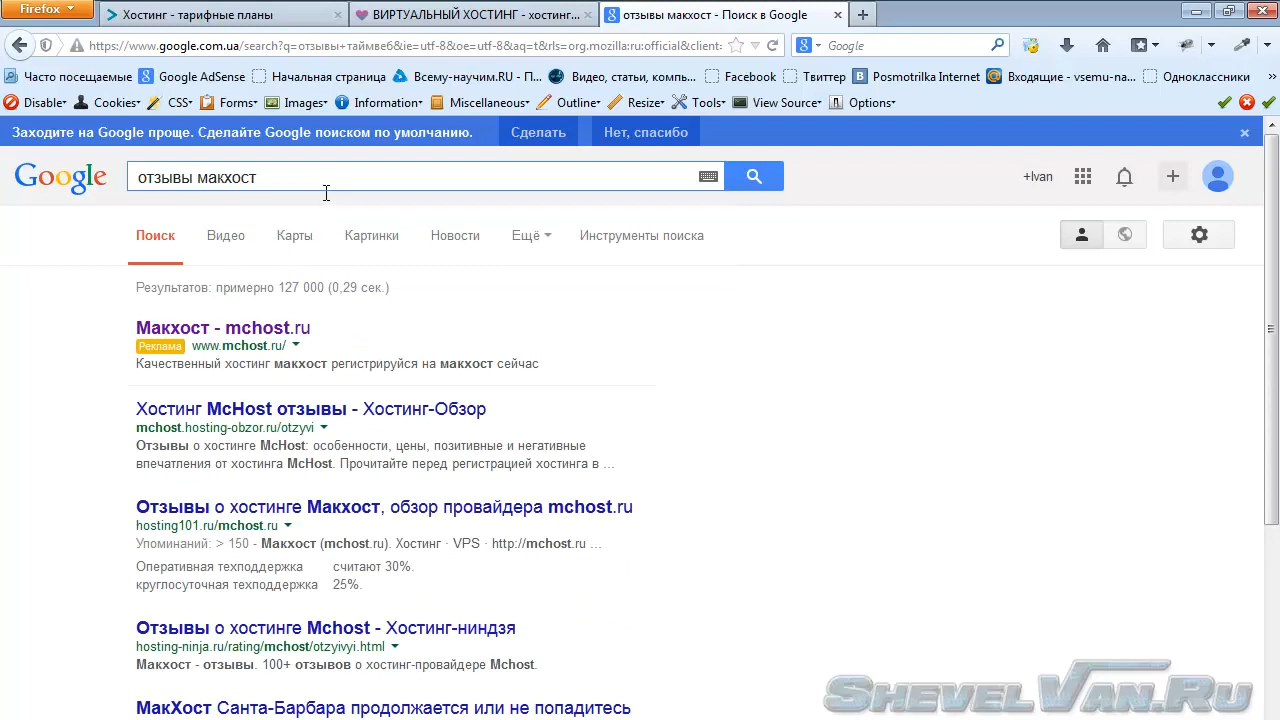 Firefox
Хостинг - тарифные планы
ВИРТУАЛЬНЫЙ ХОСТИНГ - хостинг...
отзывы макхост - Поиск в Google
https://www.google.com.ua/search?q=отзывы+таймвеб&ie=utf-8&oe=utf-8&aq=t&rls=org.mozilla:ru:official&client=
Google
Часто посещаемые
Google AdSense
Начальная страница
Всему-научим.RU - П...
Видео, статьи, компь...
Facebook
Твиттер
Posmotrilka Internet
Входящие - vsemu-na...
Одноклассники
Disable
Cookies
CSS
Forms
Images
Information
Miscellaneous
Outline
Resize
Tools
View Source
Options
Заходите на Google проще. Сделайте Google поиском по умолчанию.
Сделать
Нет, спасибо
Google
отзывы макхост
+Ivan
Поиск
Видео
Карты
Картинки
Новости
Ещё
Инструменты поиска
Результатов: примерно 127 000 (0,29 сек.)
Макхост - mchost.ru
Реклама www.mchost.ru/
Качественный хостинг макхост регистрируйся на макхост сейчас
Хостинг McHost отзывы - Хостинг-Обзор
mchost.hosting-obzor.ru/otzyvi
Отзывы о хостинге McHost: особенности, цены, позитивные и негативные
впечатления от хостинга McHost. Прочитайте перед регистрацией хостинга в ...
Отзывы о хостинге Макхост, обзор провайдера mchost.ru
hosting101.ru/mchost.ru
Упоминаний: > 150 - Макхост (mchost.ru). Хостинг · VPS · http://mchost.ru ...
Оперативная техподдержка считают 30%.
круглосуточная техподдержка 25%.
Отзывы о хостинге Mchost - Хостинг-ниндзя
hosting-ninja.ru/rating/mchost/otzyivyi.html
Макхост - отзывы. 100+ отзывов о хостинг-провайдере Mchost.
МакХост Санта-Барбара продолжается или не попадитесь
ShevelVan.Ru